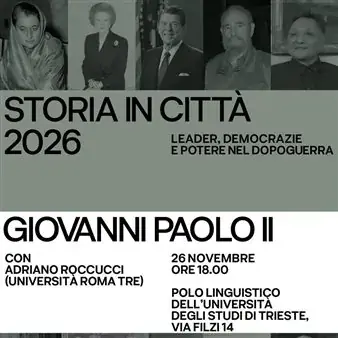 STORIA IN CITTÀ
2026
LEADER, DEMOCRAZIE
E POTERE NEL DOPOGUERRA
GIOVANNI PAOLO II
CON
ADRIANO ROCCUCCI
(UNIVERSITÀ ROMA TRE)
26 NOVEMBRE
ORE 18.00
POLO LINGUISTICO
DELL'UNIVERSITÀ
DEGLI STUDI DI TRIESTE,
VIA FILZI 14